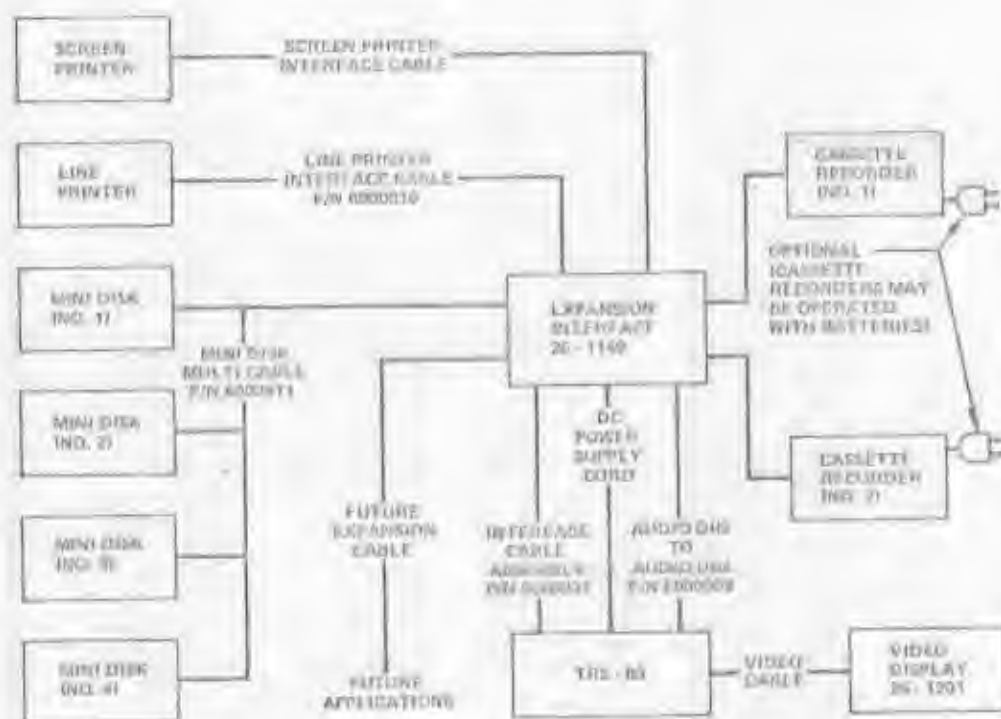 SCREEN
PRINTER
SCREEN PRINTER
INTERFACE CABLE
LINE
PRINTER
LINE PRINTER
INTERFACE CABLE
P/N
CASSETTE
RECORDER
(NO. 1)
OPTIONAL
(CASSETTE
RECORDERS MAY
BE OPERATED
WITH BATTERIES)
MINI DISK
(NO. 1)
EXPANSION
INTERFACE
26 - 1140
MINI DISK
MULTI CABLE
P/N
MINI DISK
(NO. 2)
DC
POWER
SUPPLY
CORD
CASSETTE
RECORDER
(NO. 2)
MINI DISK
(NO. 3)
FUTURE
EXPANSION
CABLE
INTERFACE
CABLE
ASSEMBLY
P/N
AUDIO DIN
TO
AUDIO DIN
P/N
MINI DISK
(NO. 4)
FUTURE
APPLICATIONS
TRS - 80
VIDEO
CABLE
VIDEO
DISPLAY
26 - 1201